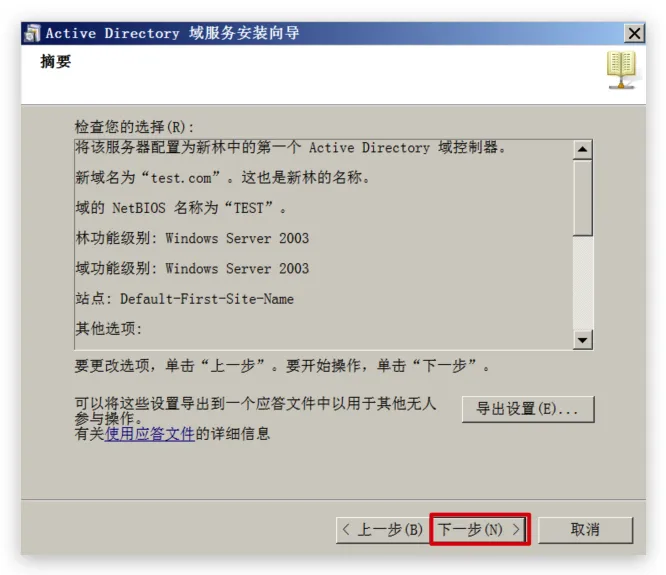 Active Directory 域服务安装向导
摘要
检查您的选择(R):
将该服务器配置为新林中的第一个 Active Directory 域控制器。
新域名为“test.com”。这也是新林的名称。
域的 NetBIOS 名称为“TEST”。
林功能级别: Windows Server 2003
域功能级别: Windows Server 2003
站点: Default-First-Site-Name
其他选项:
要更改选项，单击“上一步”。要开始操作，单击“下一步”。
可以将这些设置导出到一个应答文件中以用于其他无人
参与操作。
有关使用应答文件的详细信息
导出设置(E)...
< 上一步(B)
下一步(N) >
取消